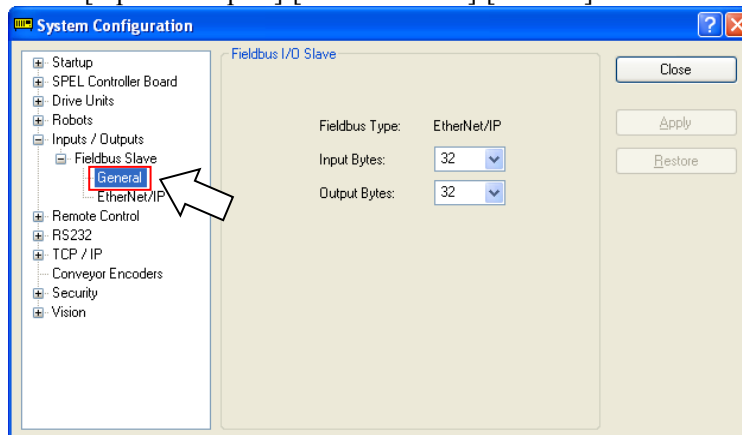 System Configuration
Startup
SPEL Controller Board
Drive Units
Robots
Inputs / Outputs
Fieldbus Slave
General
EtherNet/IP
Remote Control
RS232
TCP / IP
Conveyor Encoders
Security
Vision
Fieldbus I/O Slave
Fieldbus Type: EtherNet/IP
Input Bytes: 32
Output Bytes: 32
Close
Apply
Restore